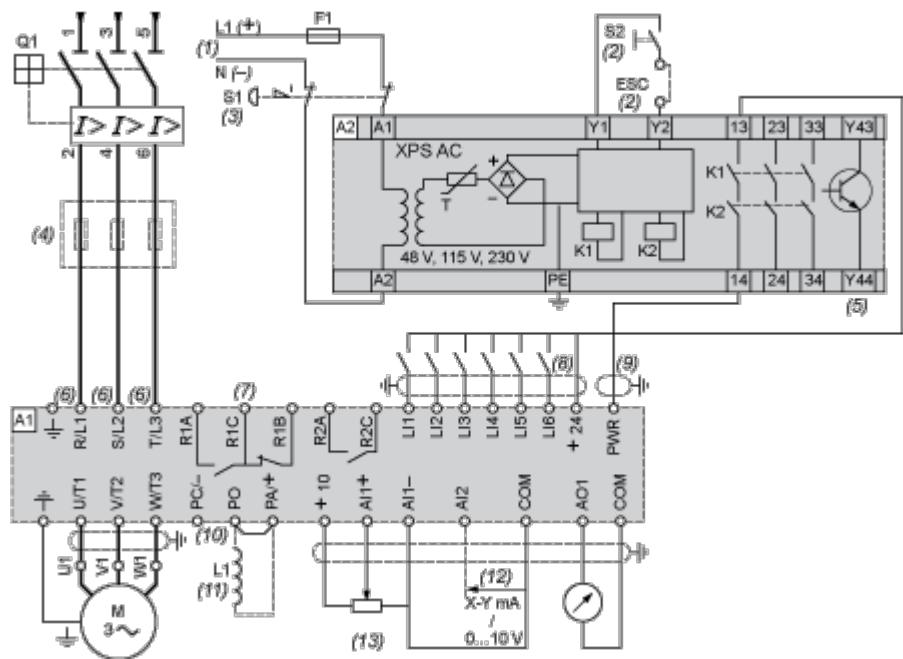 1 3 5
Q1
L1 (+)
F1
(1)
N (–)
S1
(3)
S2
(2)
ESC
(2)
I> I> I>
2 4 6
(4)
A2 A1 Y1 Y2 13 23 33 Y43
XPS AC
+
–
T
K1
K2
48 V, 115 V, 230 V
K1 K2
A2 PE 14 24 34 Y44
(5)
(6) (6) (6) (7) (8) (9)
A1
R/L1 S/L2 T/L3 R1A R1C R1B R2A R2C LI1 LI2 LI3 LI4 LI5 LI6 + 24 PWR
U/T1 V/T2 W/T3 PC/– PO PA/+ + 10 AI1+ AI1– AI2 COM AO1 COM
(10)
U1 V1 W1
L1
(11)
M
3
(12)
X-Y mA
/
0...10 V
(13)